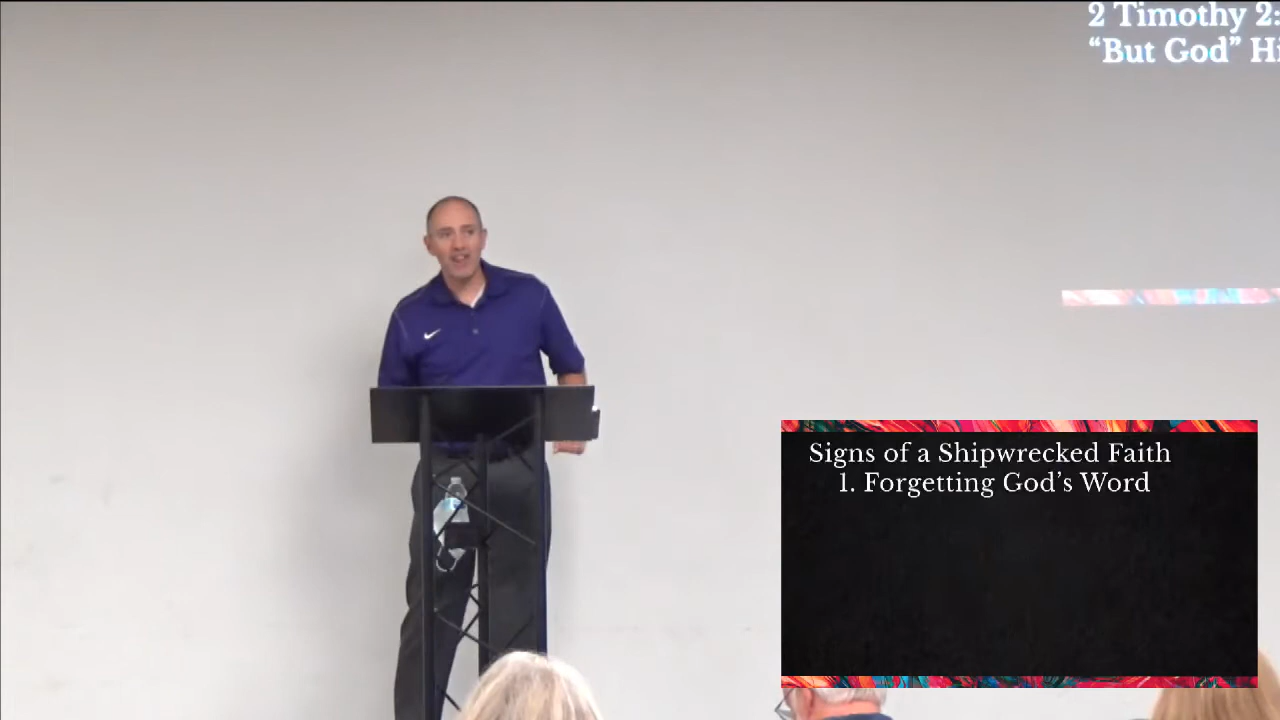 2 Timothy 2:
“But God” Hi
Signs of a Shipwrecked Faith
1. Forgetting God’s Word